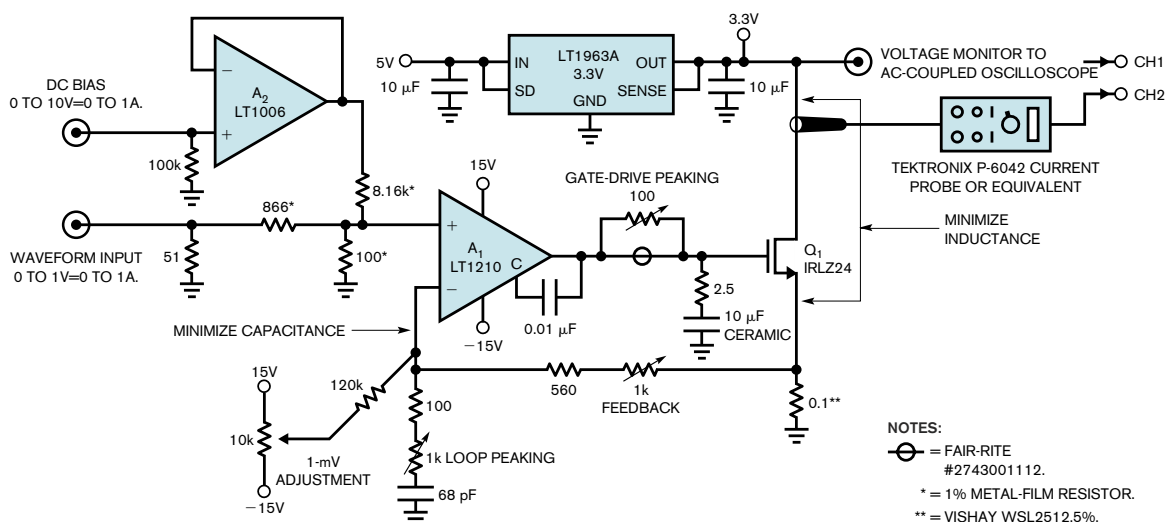 DC BIAS
0 TO 10V=0 TO 1A.
A2
LT1006
−
+
100k
8.16k*
WAVEFORM INPUT
0 TO 1V=0 TO 1A.
51
866*
100*
5V
10 µF
IN
SD
LT1963A
3.3V
GND
OUT
SENSE
10 µF
3.3V
VOLTAGE MONITOR TO
AC-COUPLED OSCILLOSCOPE
CH1
CH2
TEKTRONIX P-6042 CURRENT
PROBE OR EQUIVALENT
MINIMIZE
INDUCTANCE
15V
+
A1
LT1210
C
−
−15V
0.01 µF
GATE-DRIVE PEAKING
100
Q1
IRLZ24
2.5
10 µF
CERAMIC
MINIMIZE CAPACITANCE
560
1k
FEEDBACK
0.1**
15V
10k
−15V
120k
1-mV
ADJUSTMENT
100
1k LOOP PEAKING
68 pF
NOTES:
= FAIR-RITE
#2743001112.
* = 1% METAL-FILM RESISTOR.
** = VISHAY WSL2512.5%.